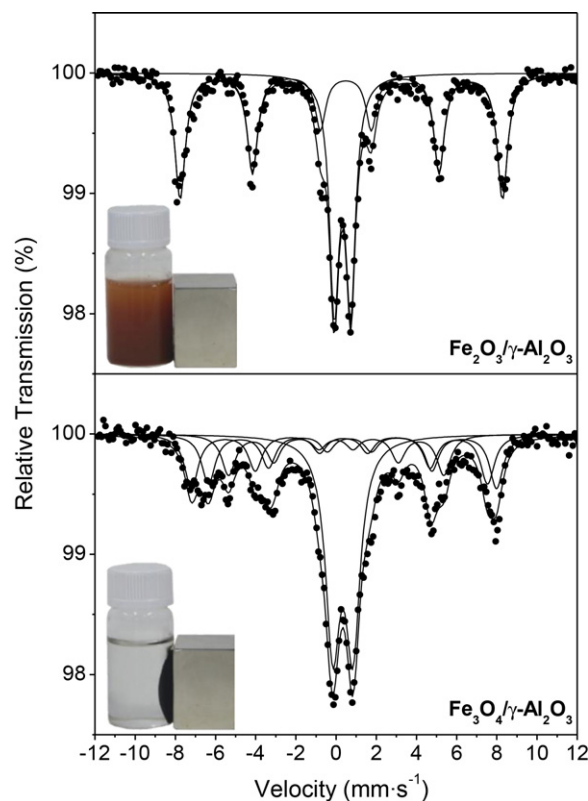 Relative Transmission (%)
100
99
98
Fe₂O₃/γ-Al₂O₃
100
99
98
Fe₃O₄/γ-Al₂O₃
-12 -10 -8 -6 -4 -2 0 2 4 6 8 10 12
Velocity (mm·s⁻¹)